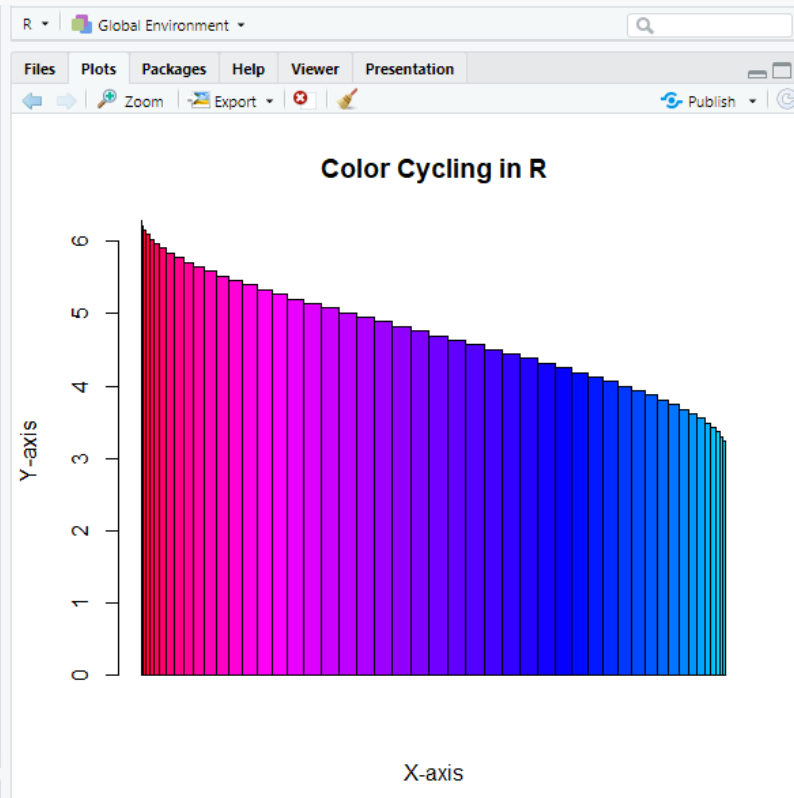 R Global Environment
Files Plots Packages Help Viewer Presentation
Zoom Export Publish
Color Cycling in R
6
5
4
3
2
1
0
Y-axis
X-axis